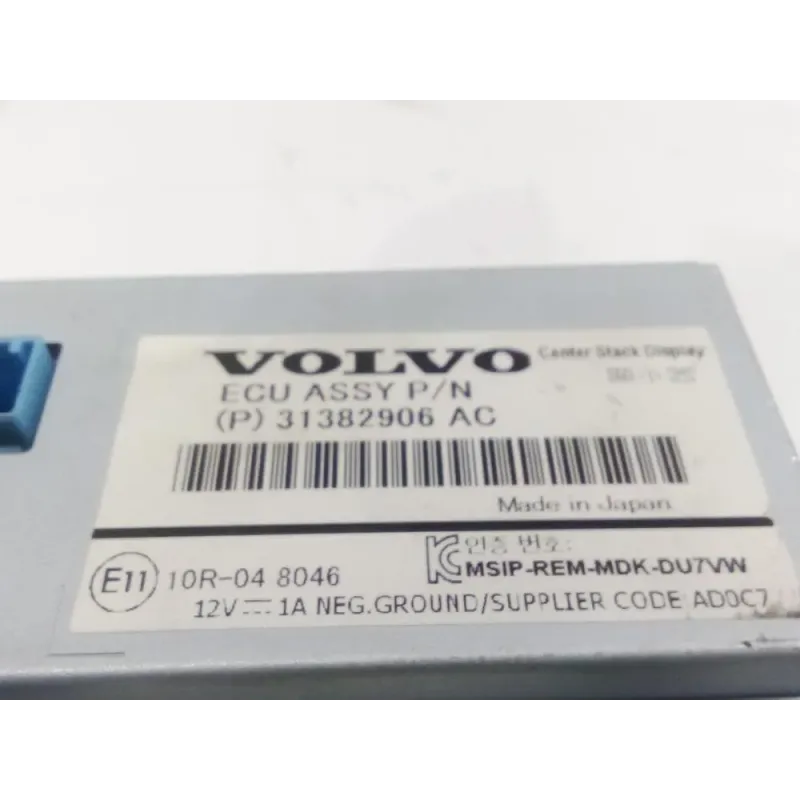 VOLVO Center Stack Display
ECU ASSY P/N
(P) 31382906 AC
Made in Japan
E11 10R-04 8046
인증 번호:
MSIP-REM-MDK-DU7VW
12V ⎓ 1A NEG.GROUND/SUPPLIER CODE AD0C7